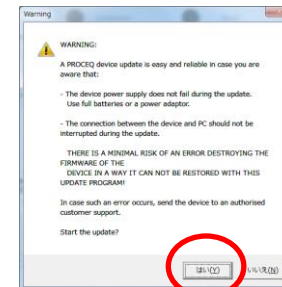 Warning
WARNING:
A PROCEQ device update is easy and reliable in case you are
aware that:
- The device power supply does not fail during the update.
Use full batteries or a power adaptor.
- The connection between the device and PC should not be
interrupted during the update.
THERE IS A MINIMAL RISK OF AN ERROR DESTROYING THE
FIRMWARE OF THE
DEVICE IN A WAY IT CAN NOT BE RESTORED WITH THIS
UPDATE PROGRAM!
In case such an error occurs, send the device to an authorised
customer support.
Start the update?
はい(Y) いいえ(N)